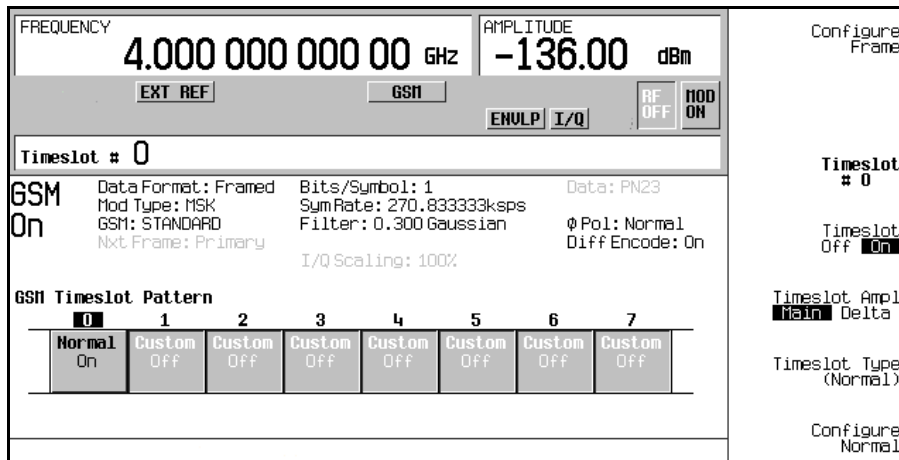 FREQUENCY
4.000 000 000 00 GHz
AMPLITUDE
-136.00 dBm
EXT REF
GSM
ENVLP I/Q
RF OFF
MOD ON
Timeslot # 0
GSM On
Data Format: Framed
Mod Type: MSK
GSM: STANDARD
Nxt Frame: Primary
Bits/Symbol: 1
Sym Rate: 270.833333ksps
Filter: 0.300 Gaussian
I/Q Scaling: 100%
Data: PN23
ΦPol: Normal
Diff Encode: On
GSM Timeslot Pattern
0 1 2 3 4 5 6 7
Normal Custom Custom Custom Custom Custom Custom Custom
On Off Off Off Off Off Off Off
Configure
Frame
Timeslot
# 0
Timeslot
Off On
Timeslot Ampl
Main Delta
Timeslot Type
(Normal)
Configure
Normal